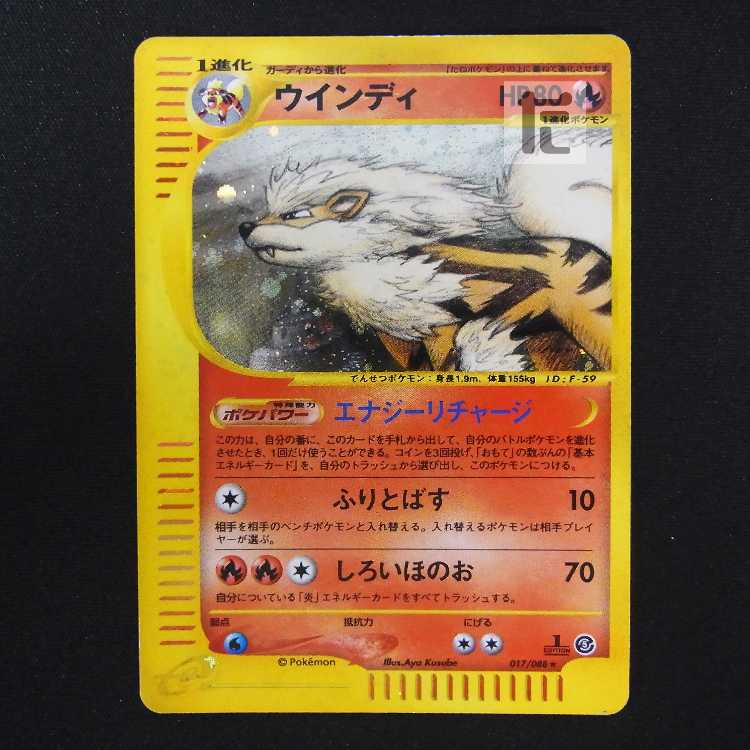 1進化
ガーディから進化
「たねポケモン」の上に重ねて進化させます
ウインディ
HP80
1進化ポケモン
でんせつポケモン：身長1.9m、体重155kg ID:F-59
特殊能力
ポケパワー
エナジーリチャージ
この力は、自分の番に、このカードを手札から出して、自分のバトルポケモンを進化
させたとき、1回だけ使うことができる。コインを3回投げ、「おもて」の数ぶんの「基本
エネルギーカード」を、自分のトラッシュから選び出し、このポケモンにつける。
ふりとばす 10
相手を相手のベンチポケモンと入れ替える。入れ替えるポケモンは相手プレイ
ヤーが選ぶ。
しろいほのお 70
自分についている「炎」エネルギーカードをすべてトラッシュする。
弱点 抵抗力 にげる
1
EDITION
© Pokémon Illus.Aya Kusube 017/088 ★